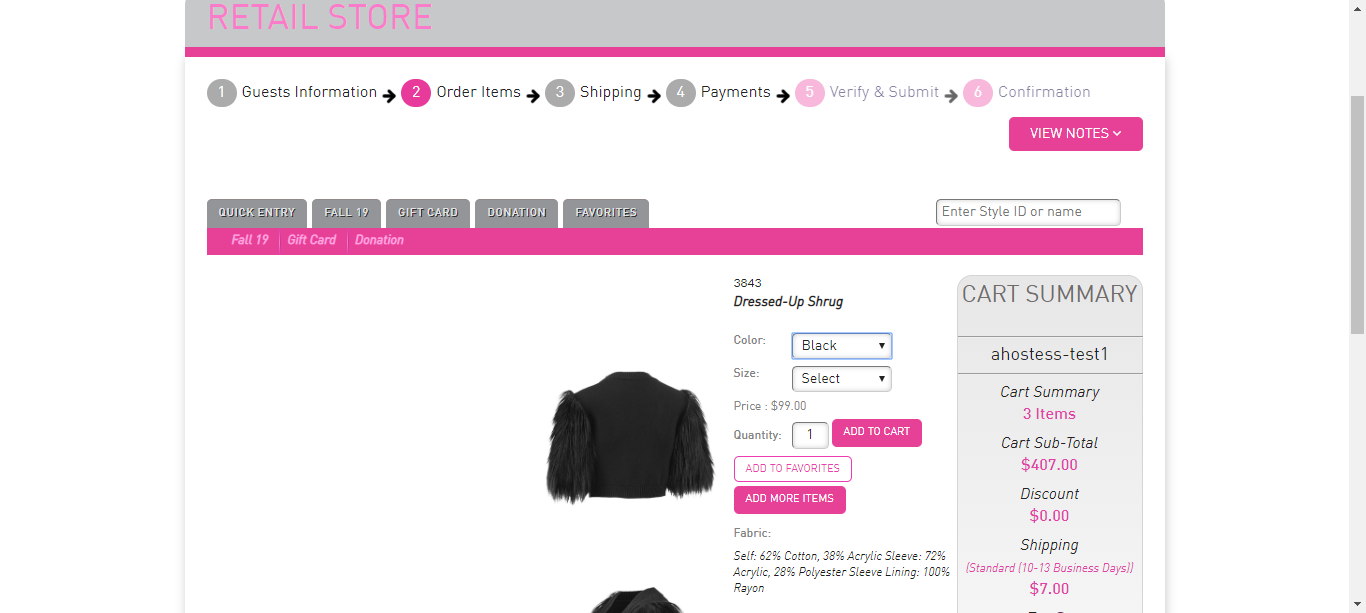 RETAIL STORE
1 Guests Information 2 Order Items 3 Shipping 4 Payments 5 Verify & Submit 6 Confirmation
VIEW NOTES
QUICK ENTRY FALL 19 GIFT CARD DONATION FAVORITES
Enter Style ID or name
Fall 19 Gift Card Donation
3843
Dressed-Up Shrug
Color: Black
Size: Select
Price : $99.00
Quantity: 1 ADD TO CART
ADD TO FAVORITES
ADD MORE ITEMS
Fabric:
Self: 62% Cotton, 38% Acrylic Sleeve: 72%
Acrylic, 28% Polyester Sleeve Lining: 100%
Rayon
CART SUMMARY
ahostess-test1
Cart Summary
3 Items
Cart Sub-Total
$407.00
Discount
$0.00
Shipping
(Standard (10-13 Business Days))
$7.00